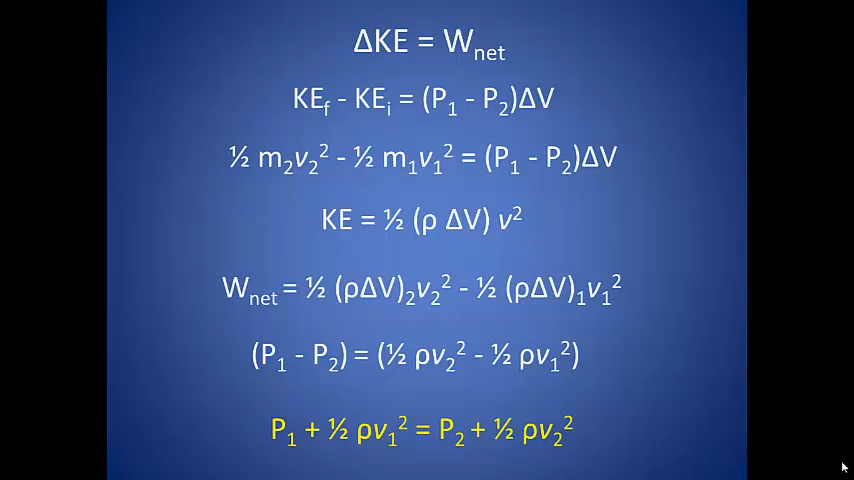 ΔKE = Wnet
KEf - KEi = (P1 - P2)ΔV
½ m2v2² - ½ m1v1² = (P1 - P2)ΔV
KE = ½ (ρ ΔV) v²
Wnet = ½ (ρΔV)2v2² - ½ (ρΔV)1v1²
(P1 - P2) = (½ ρv2² - ½ ρv1²)
P1 + ½ ρv1² = P2 + ½ ρv2²